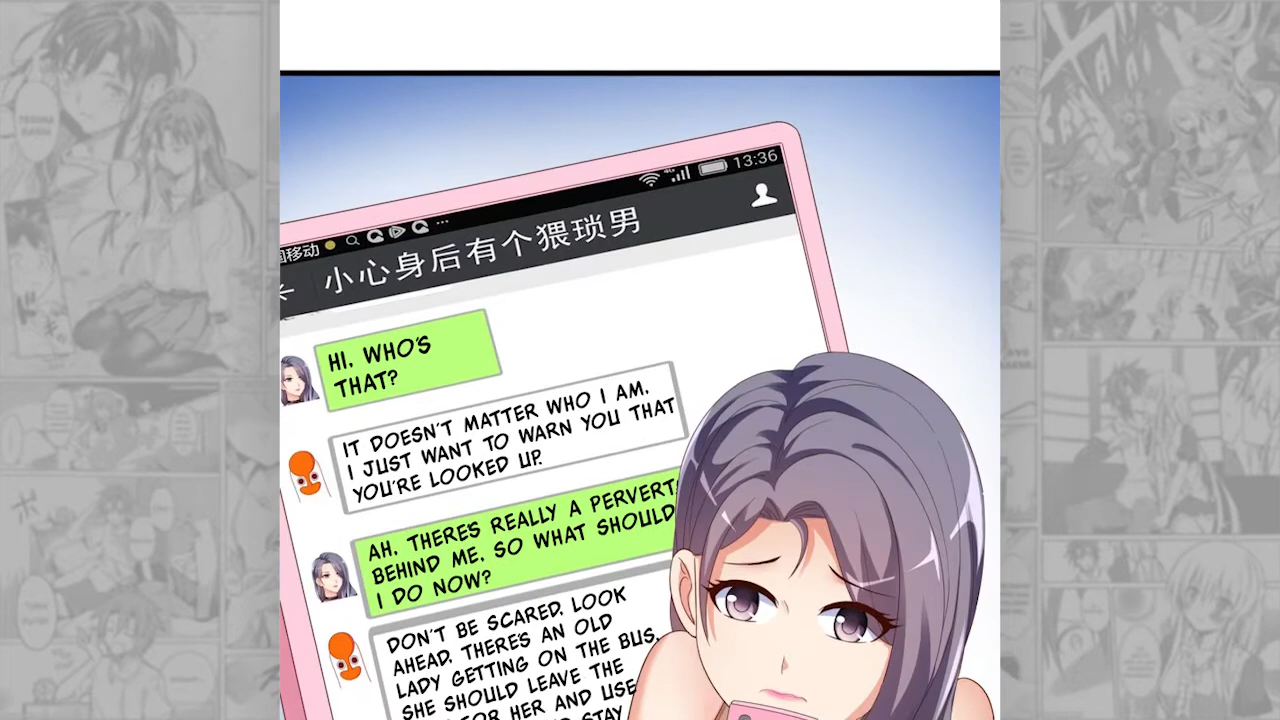 13:36
国移动
小心身后有个猥琐男
HI, WHO'S
THAT?
IT DOESN'T MATTER WHO I AM.
I JUST WANT TO WARN YOU THAT
YOU'RE LOOKED UP.
AH, THERES REALLY A PERVERT
BEHIND ME. SO WHAT SHOULD
I DO NOW?
DON'T BE SCARED. LOOK
AHEAD. THERES AN OLD
LADY GETTING ON THE BUS.
SHE SHOULD LEAVE THE
FOR HER AND USE
STAY